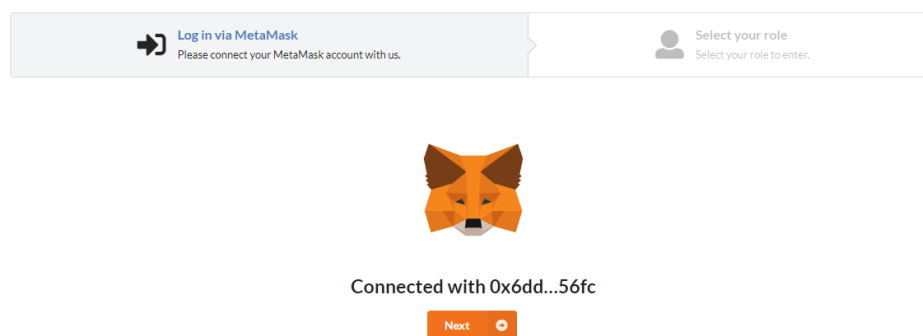 Log in via MetaMask
Please connect your MetaMask account with us.
Select your role
Select your role to enter.
Connected with 0x6dd...56fc
Next